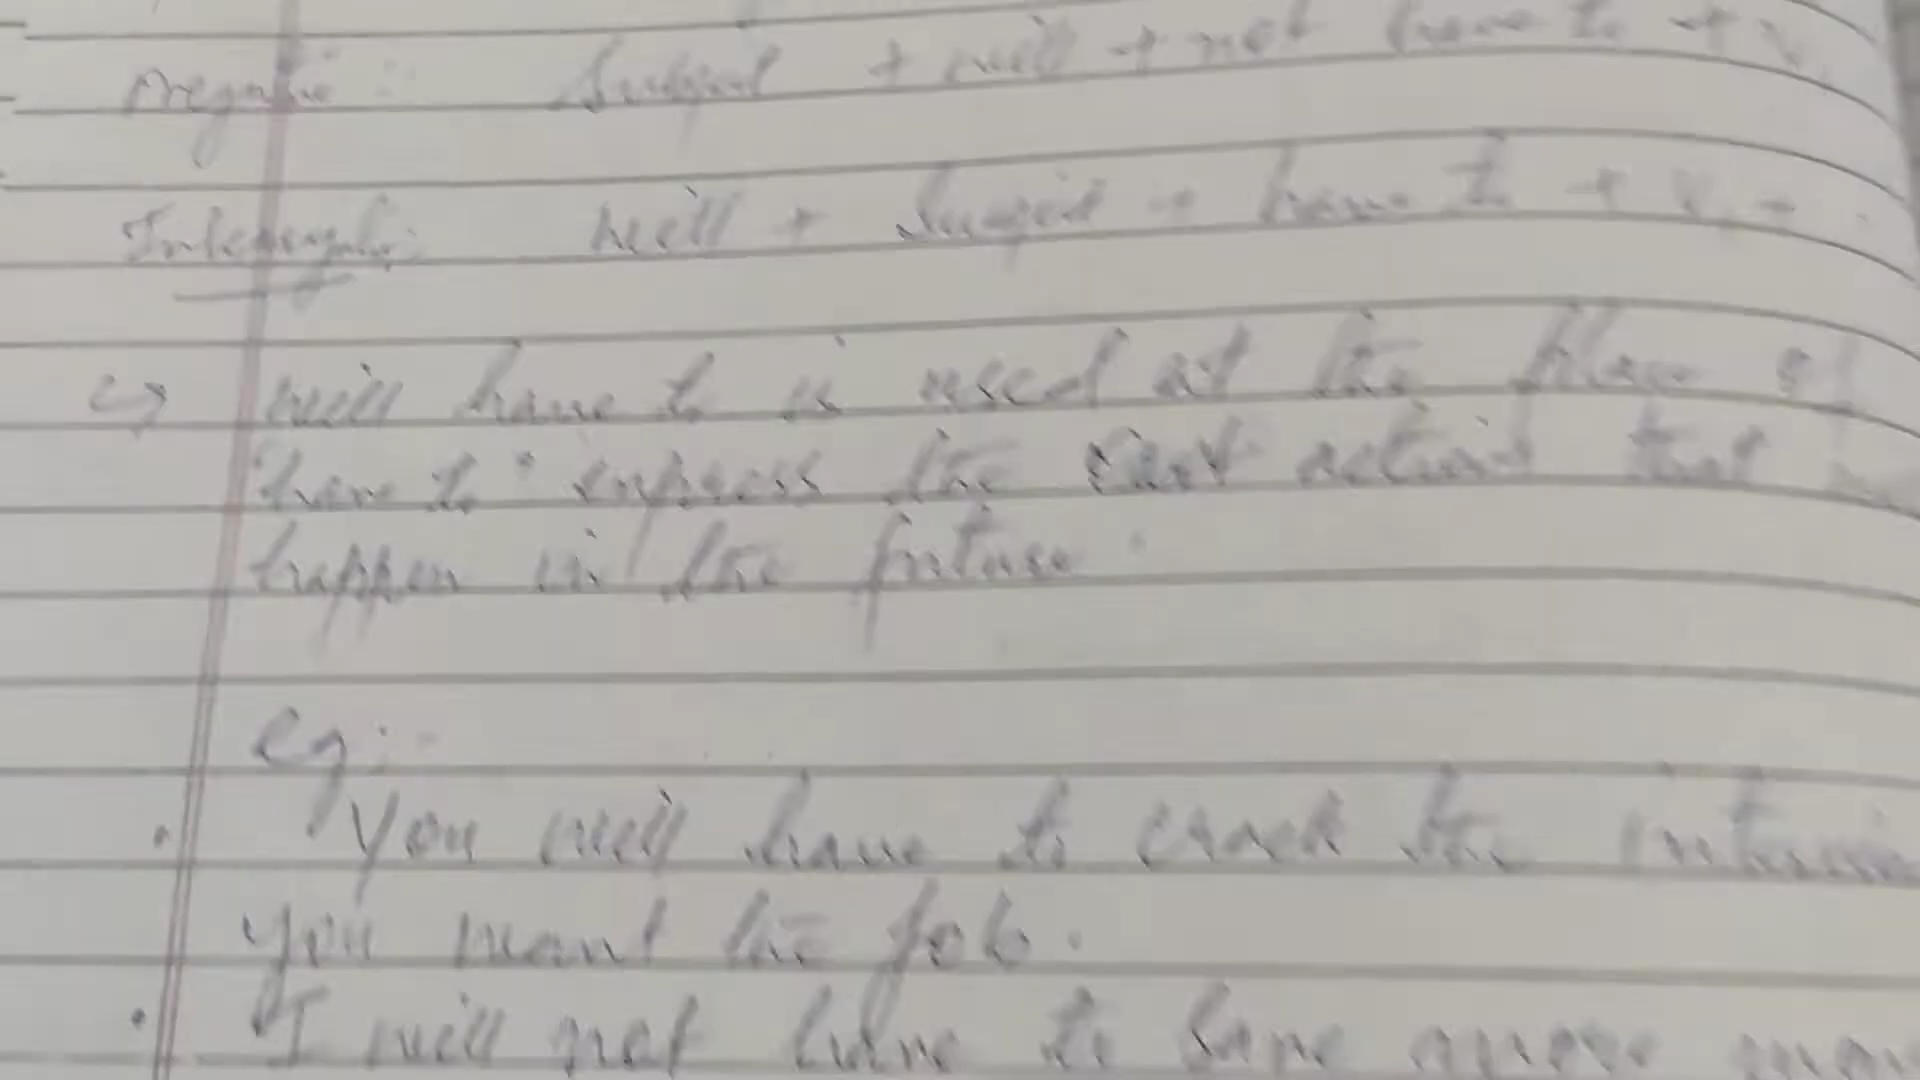 Negative: Subject + will + not have to + V1
Interrogative: Will + Subject + have to + V1 +
↳ will have to is used at the place of
"have to" express the actions that
happen in the future.
eg:-
• You will have to crack the
you want the job.
• I will not have to more